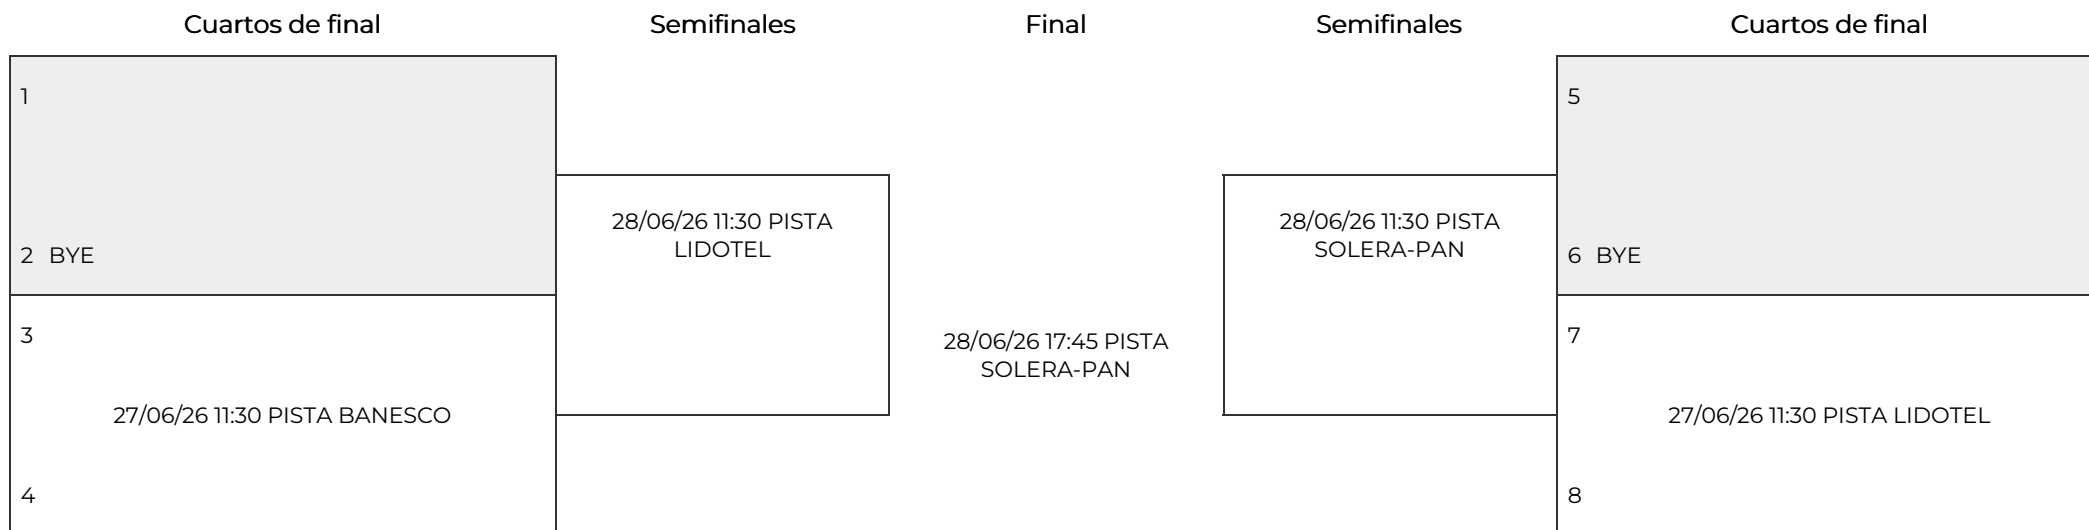 Cuartos de final
Semifinales
Final
Semifinales
Cuartos de final
1
2 BYE
3
27/06/26 11:30 PISTA BANESCO
4
28/06/26 11:30 PISTA
LIDOTEL
28/06/26 17:45 PISTA
SOLERA-PAN
28/06/26 11:30 PISTA
SOLERA-PAN
5
6 BYE
7
27/06/26 11:30 PISTA LIDOTEL
8